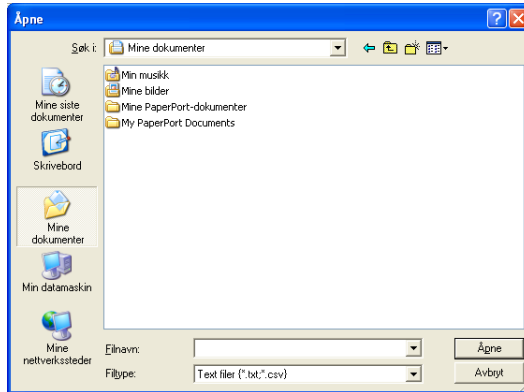 Åpne
Søk i:
Mine dokumenter
Mine siste
dokumenter
Skrivebord
Mine
dokumenter
Min datamaskin
Mine
nettverkssteder
Min musikk
Mine bilder
Mine PaperPort-dokumenter
My PaperPort Documents
Filnavn:
Åpne
Filtype:
Text filer (*.txt;*.csv)
Avbryt